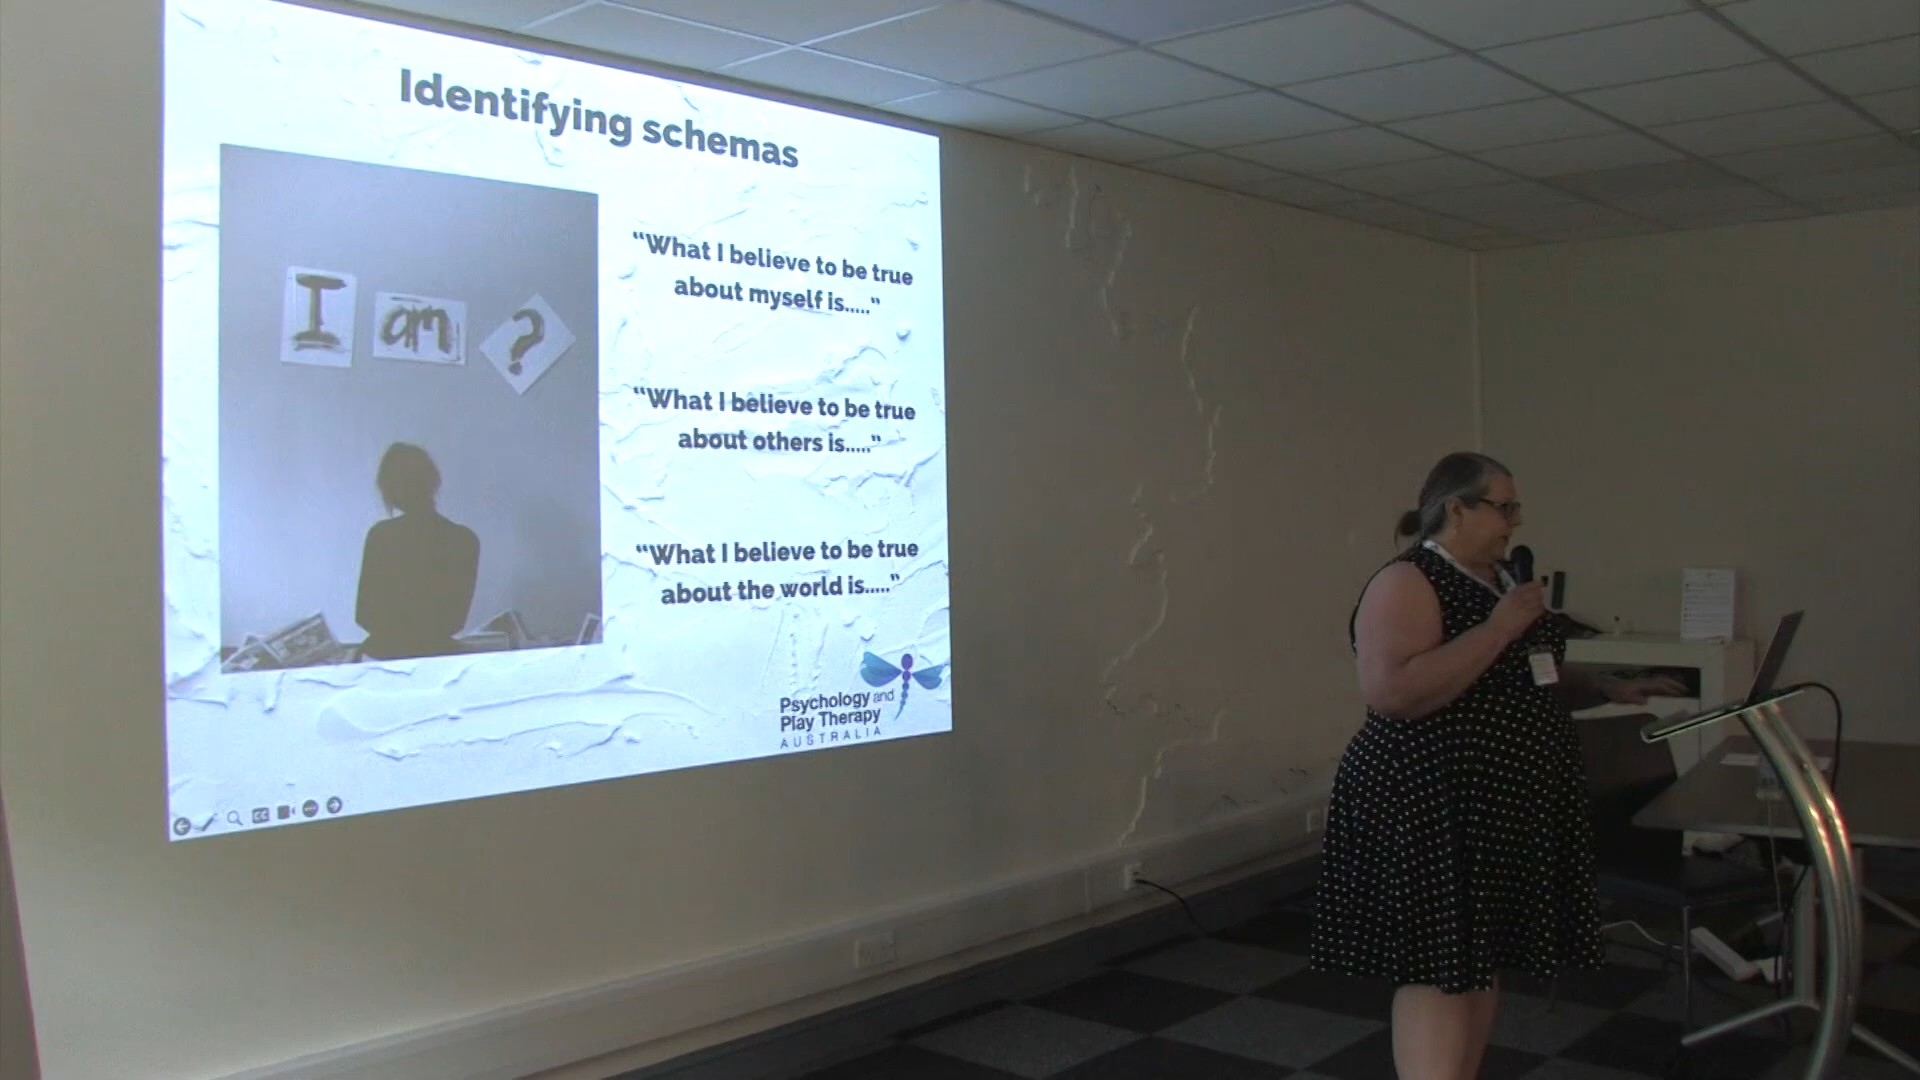 Identifying schemas
I am ?
“What I believe to be true
about myself is.....”
“What I believe to be true
about others is.....”
“What I believe to be true
about the world is.....”
Psychology and
Play Therapy
AUSTRALIA